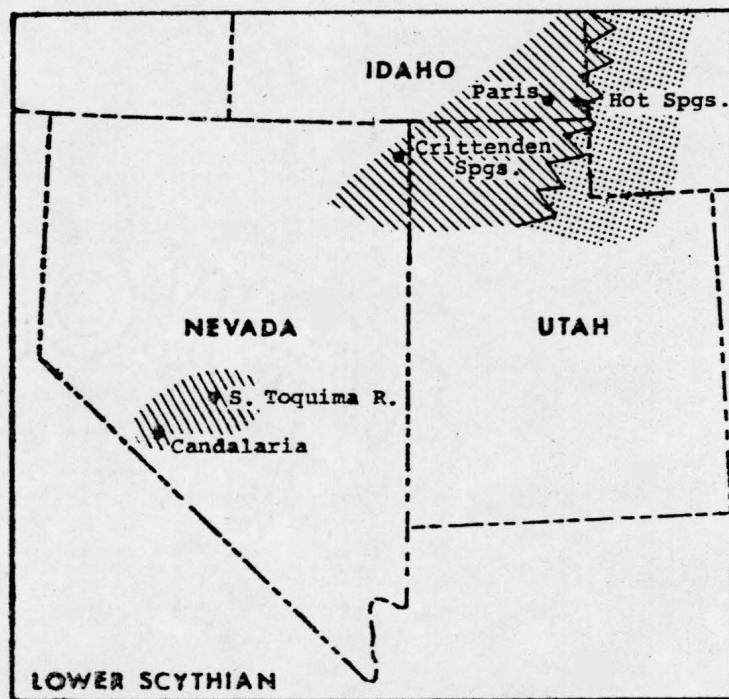 IDAHO
Paris
Hot Spgs.
Crittenden
Spgs.
NEVADA
UTAH
S. Toquima R.
Candalaria
LOWER SCYTHIAN